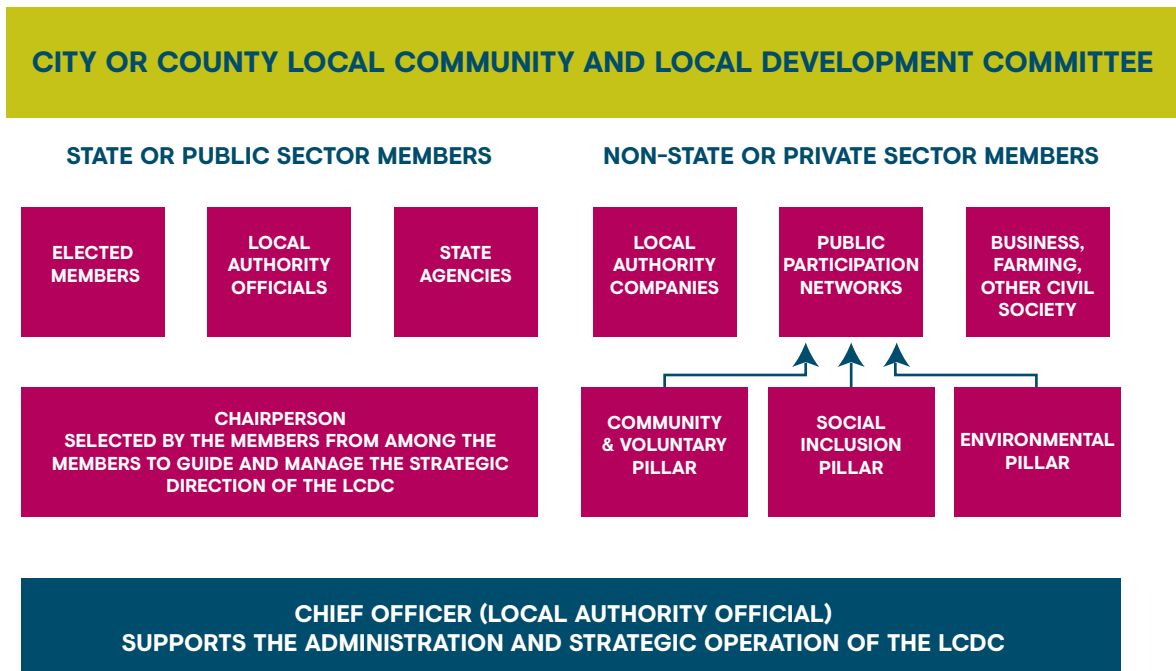 CITY OR COUNTY LOCAL COMMUNITY AND LOCAL DEVELOPMENT COMMITTEE
STATE OR PUBLIC SECTOR MEMBERS
ELECTED
MEMBERS
LOCAL
AUTHORITY
OFFICIALS
STATE
AGENCIES
CHAIRPERSON
SELECTED BY THE MEMBERS FROM AMONG THE
MEMBERS TO GUIDE AND MANAGE THE STRATEGIC
DIRECTION OF THE LCDC
NON-STATE OR PRIVATE SECTOR MEMBERS
LOCAL
AUTHORITY
COMPANIES
PUBLIC
PARTICIPATION
NETWORKS
BUSINESS,
FARMING,
OTHER CIVIL
SOCIETY
COMMUNITY
& VOLUNTARY
PILLAR
SOCIAL
INCLUSION
PILLAR
ENVIRONMENTAL
PILLAR
CHIEF OFFICER (LOCAL AUTHORITY OFFICIAL)
SUPPORTS THE ADMINISTRATION AND STRATEGIC OPERATION OF THE LCDC